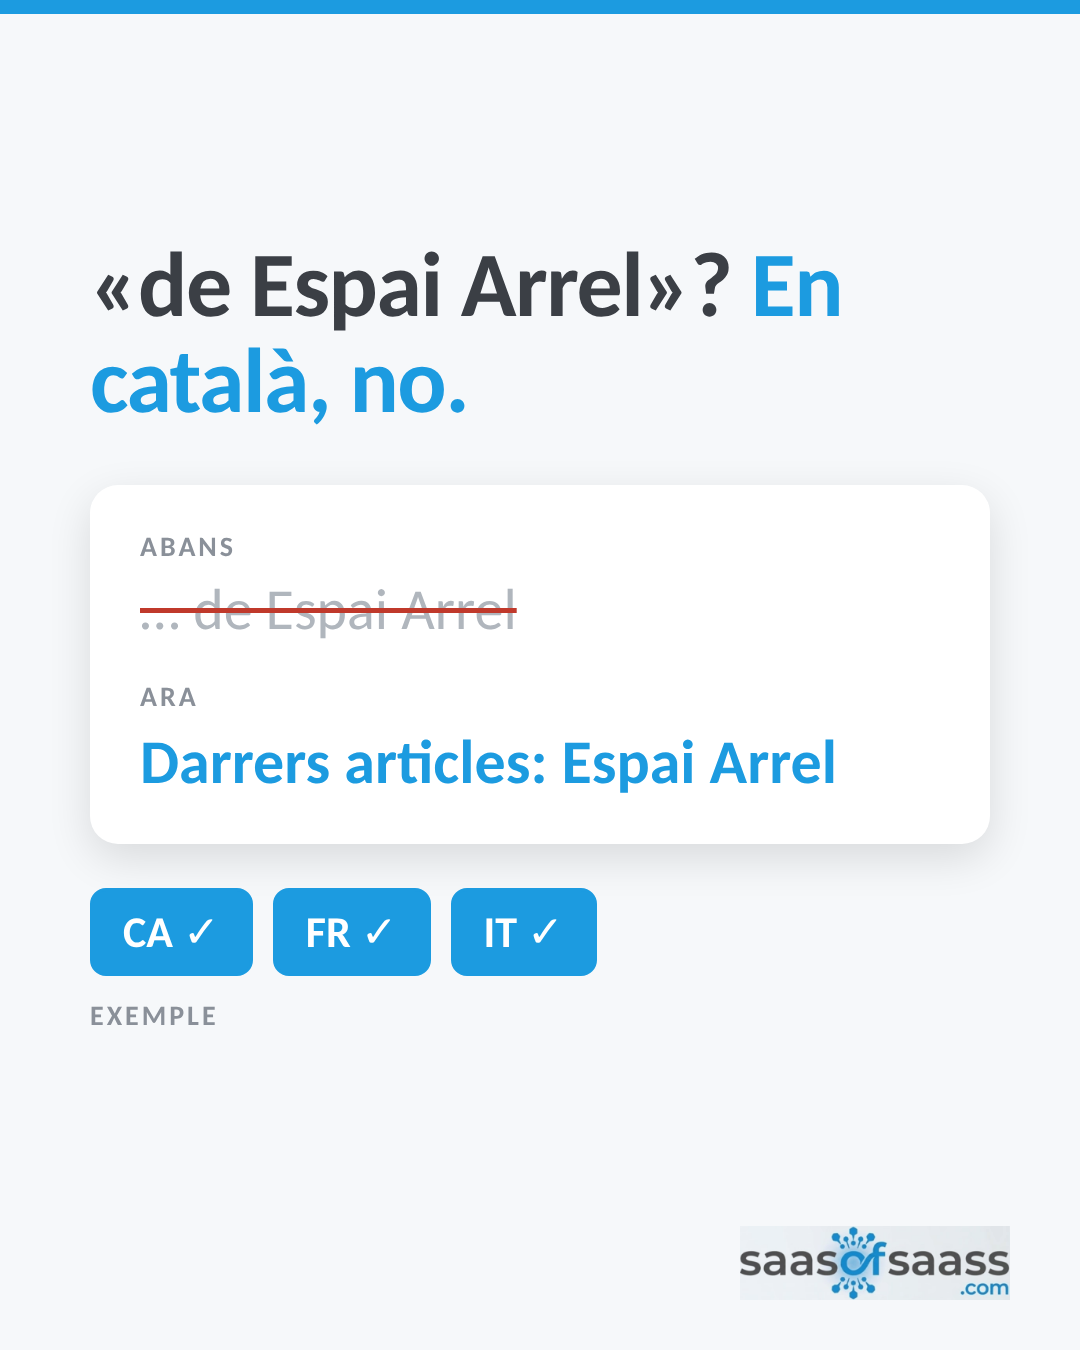 «de Espai Arrel»? En
català, no.
ABANS
... de Espai Arrel
ARA
Darrers articles: Espai Arrel
CA ✓ FR ✓ IT ✓
EXEMPLE
saasofsaass
.com